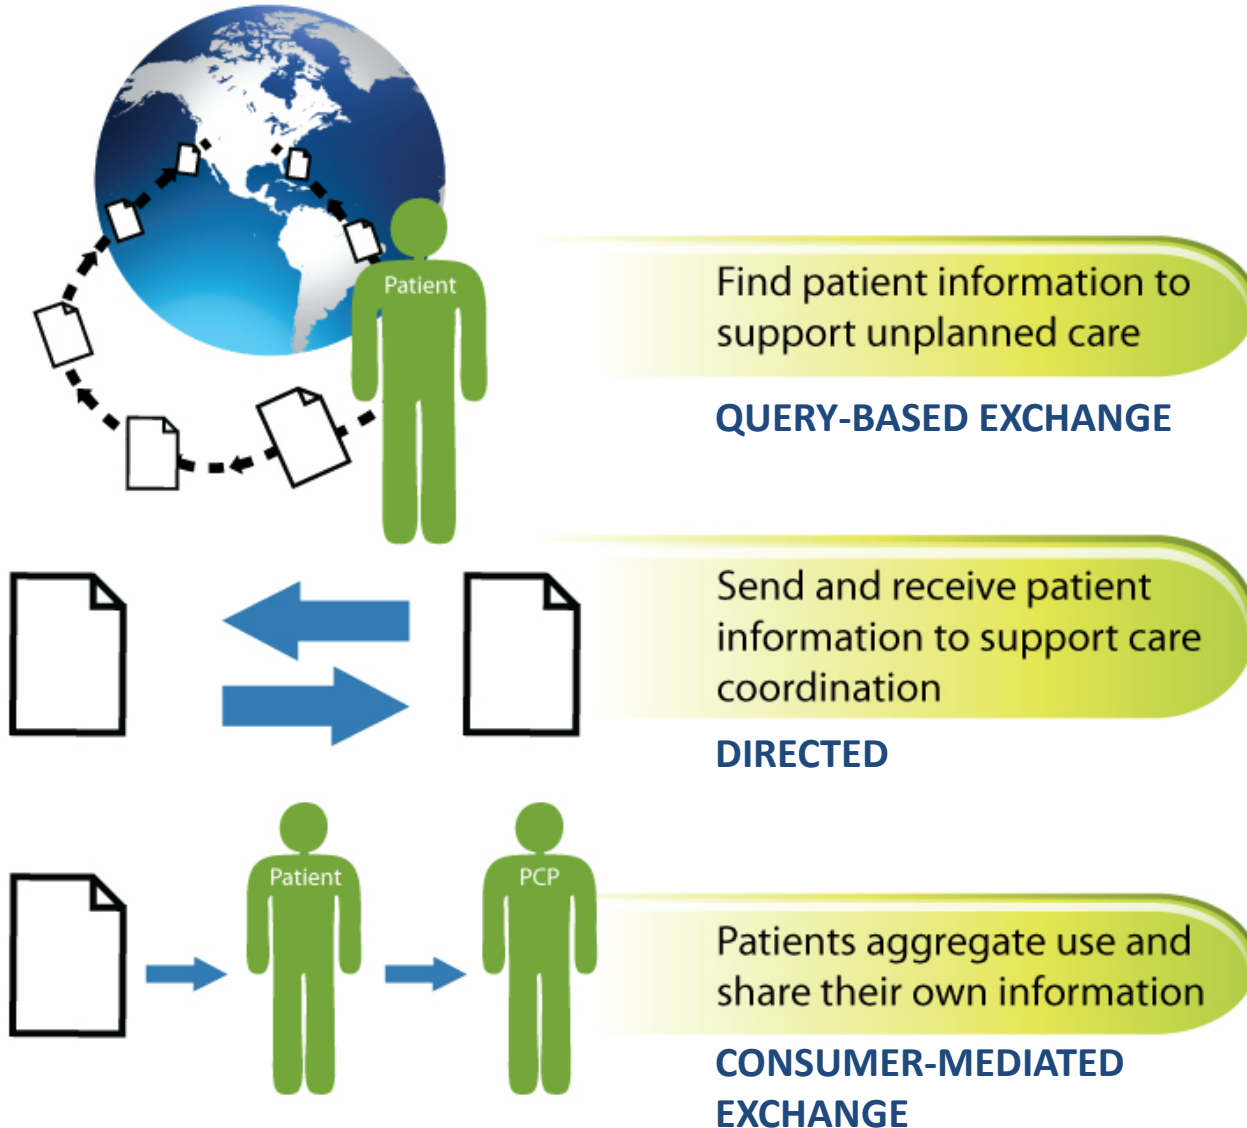 Patient
Find patient information to
support unplanned care
QUERY-BASED EXCHANGE
Send and receive patient
information to support care
coordination
DIRECTED
Patient
PCP
Patients aggregate use and
share their own information
CONSUMER-MEDIATED
EXCHANGE